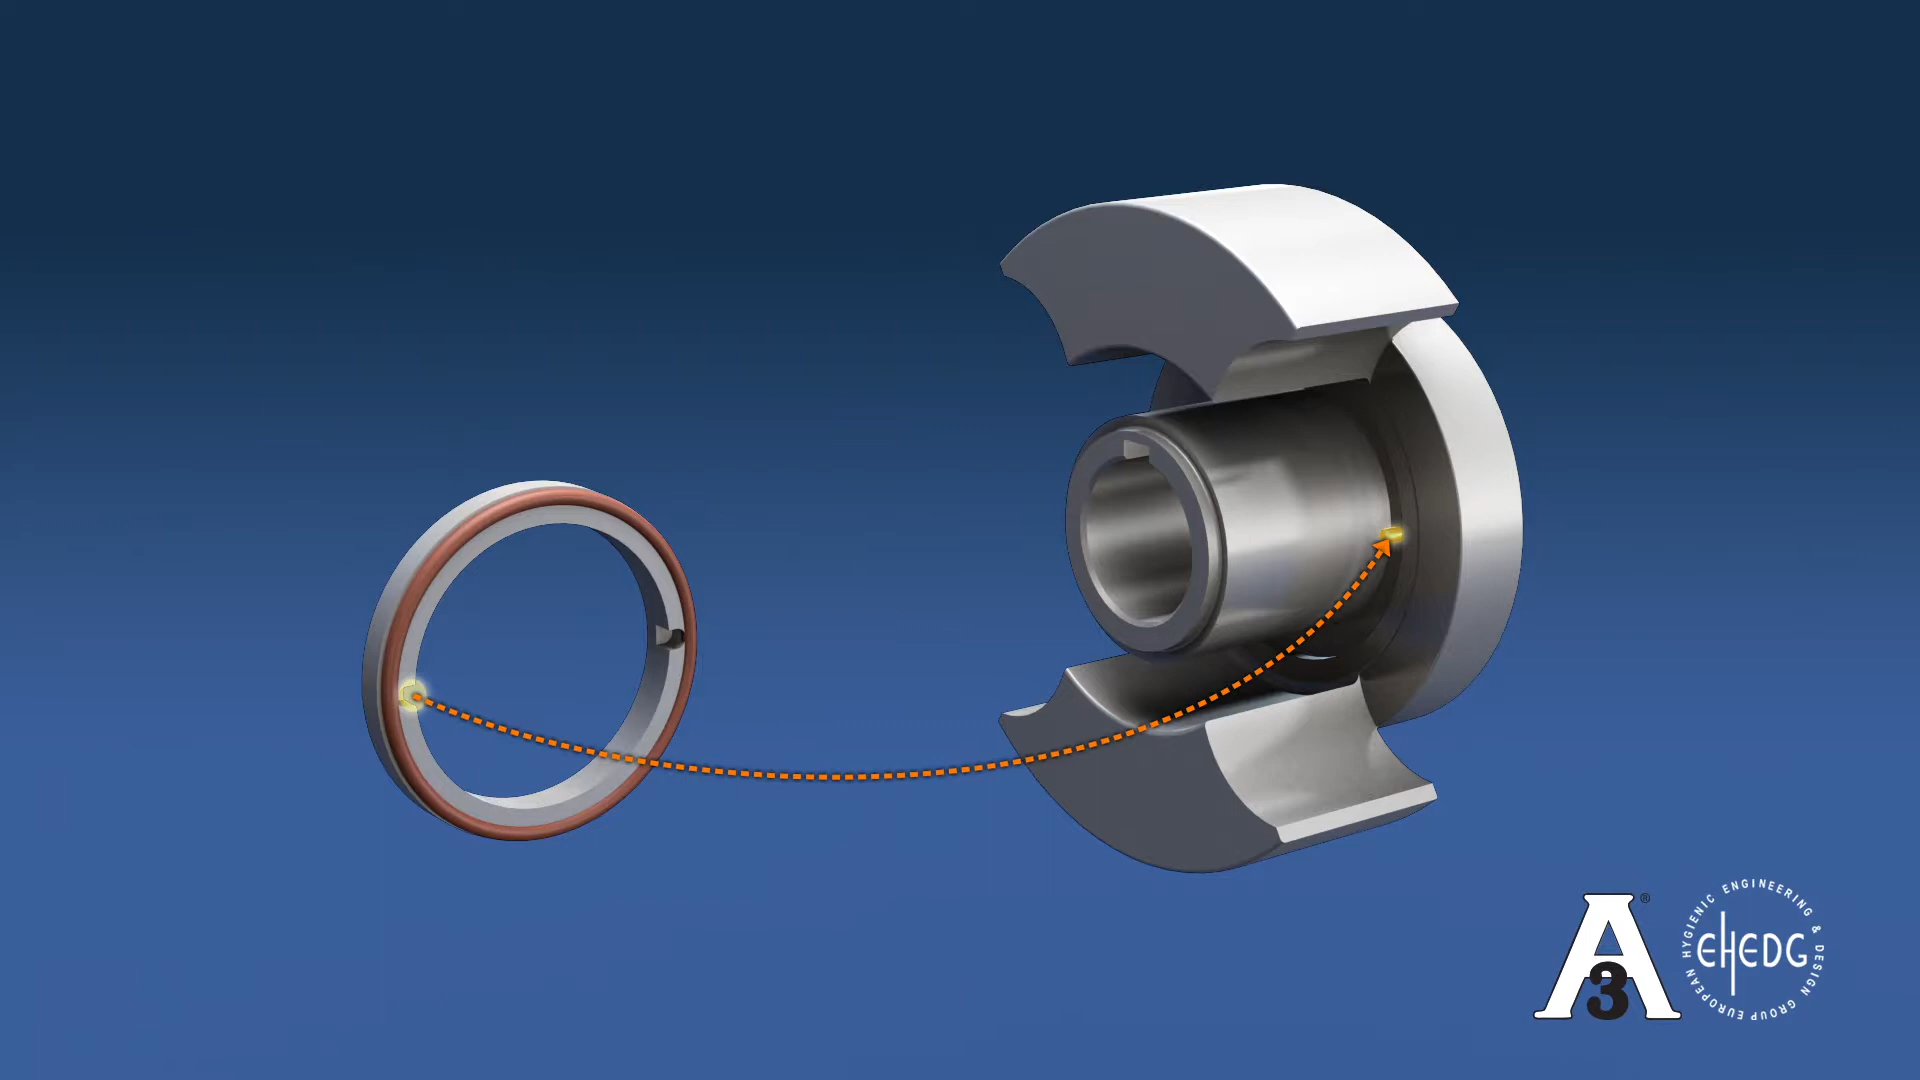 A ®
3
EHEDG
EUROPEAN HYGIENIC ENGINEERING & DESIGN GROUP